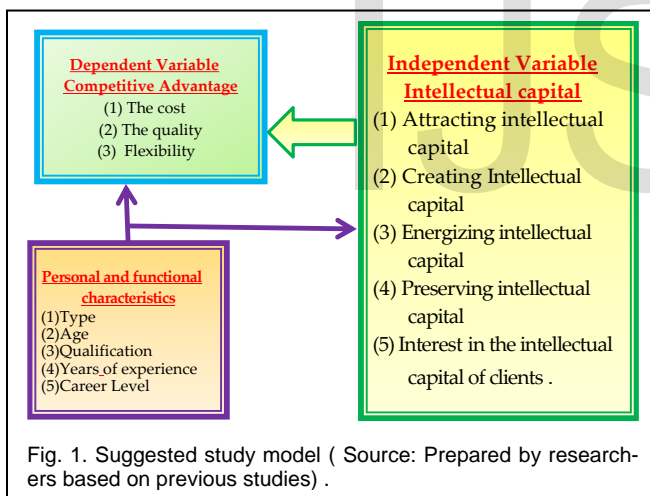 Dependent Variable
Competitive Advantage
(1) The cost
(2) The quality
(3) Flexibility
Independent Variable
Intellectual capital
(1) Attracting intellectual
capital
(2) Creating Intellectual
capital
(3) Energizing intellectual
capital
(4) Preserving intellectual
capital
(5) Interest in the intellectual
capital of clients .
Personal and functional
characteristics
(1)Type
(2)Age
(3)Qualification
(4)Years of experience
(5)Career Level
Fig. 1. Suggested study model ( Source: Prepared by research-
ers based on previous studies) .
IJS